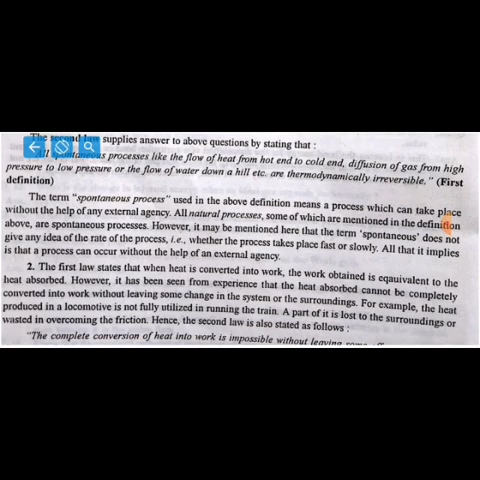 The second law supplies answer to above questions by stating that :
"All spontaneous processes like the flow of heat from hot end to cold end, diffusion of gas from high
pressure to low pressure or the flow of water down a hill etc. are thermodynamically irreversible." (First
definition)
The term "spontaneous process" used in the above definition means a process which can take place
without the help of any external agency. All natural processes, some of which are mentioned in the definition
above, are spontaneous processes. However, it may be mentioned here that the term 'spontaneous' does not
give any idea of the rate of the process, i.e., whether the process takes place fast or slowly. All that it implies
is that a process can occur without the help of an external agency.
2. The first law states that when heat is converted into work, the work obtained is eqauivalent to the
heat absorbed. However, it has been seen from experience that the heat absorbed cannot be completely
converted into work without leaving some change in the system or the surroundings. For example, the heat
produced in a locomotive is not fully utilized in running the train. A part of it is lost to the surroundings or
wasted in overcoming the friction. Hence, the second law is also stated as follows :
"The complete conversion of heat into work is impossible without leaving some